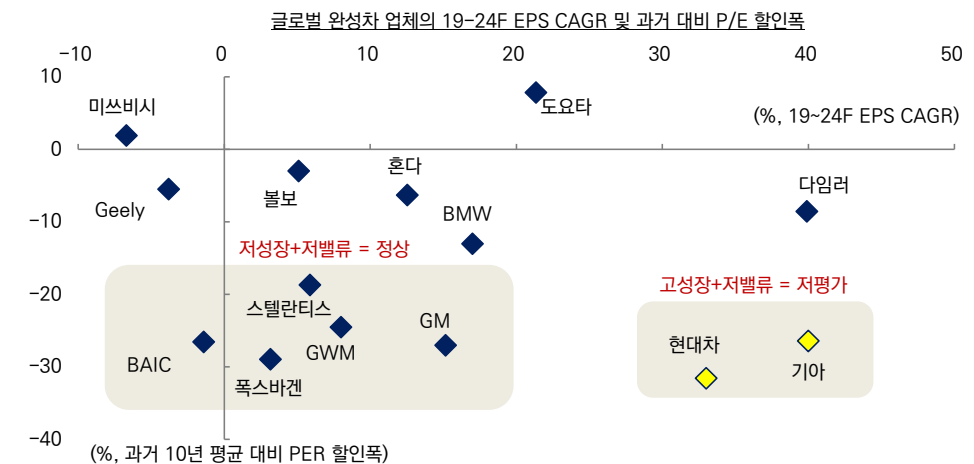 글로벌 완성차 업체의 19-24F EPS CAGR 및 과거 대비 P/E 할인폭
-10 0 10 20 30 40 50
10
미쓰비시
도요타
(%, 19~24F EPS CAGR)
0
혼다
볼보
다임러
Geely
BMW
-10
저성장+저밸류 = 정상
고성장+저밸류 = 저평가
-20
스텔란티스
GM
GWM
현대차
BAIC
기아
-30
폭스바겐
-40
(%, 과거 10년 평균 대비 PER 할인폭)